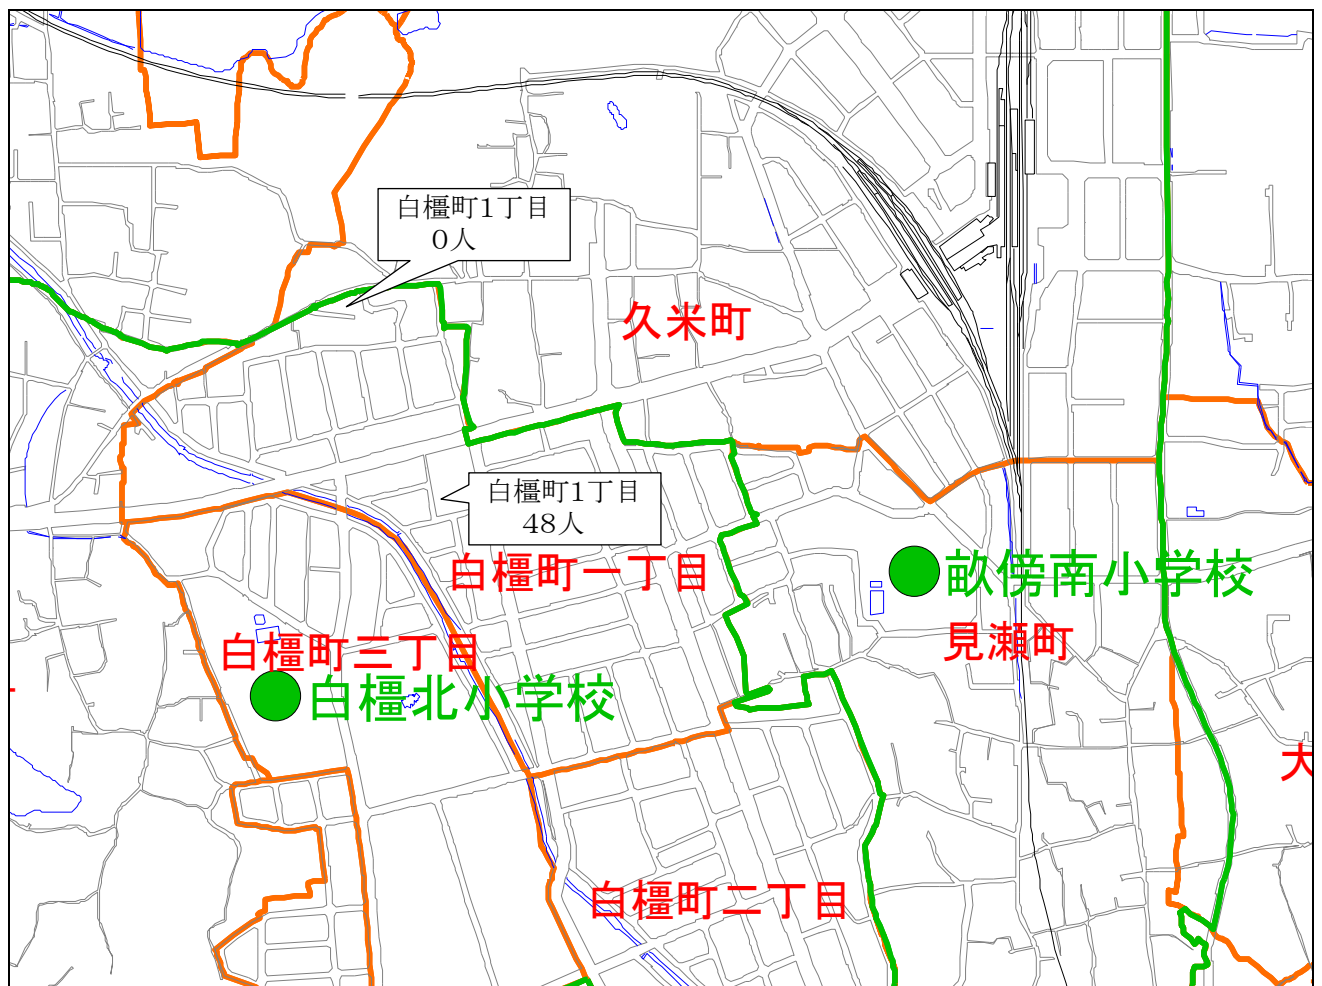 白橿町1丁目
0人
久米町
白橿町1丁目
48人
白橿町一丁目
畝傍南小学校
見瀬町
白橿町三丁目
白橿北小学校
大
白橿町二丁目